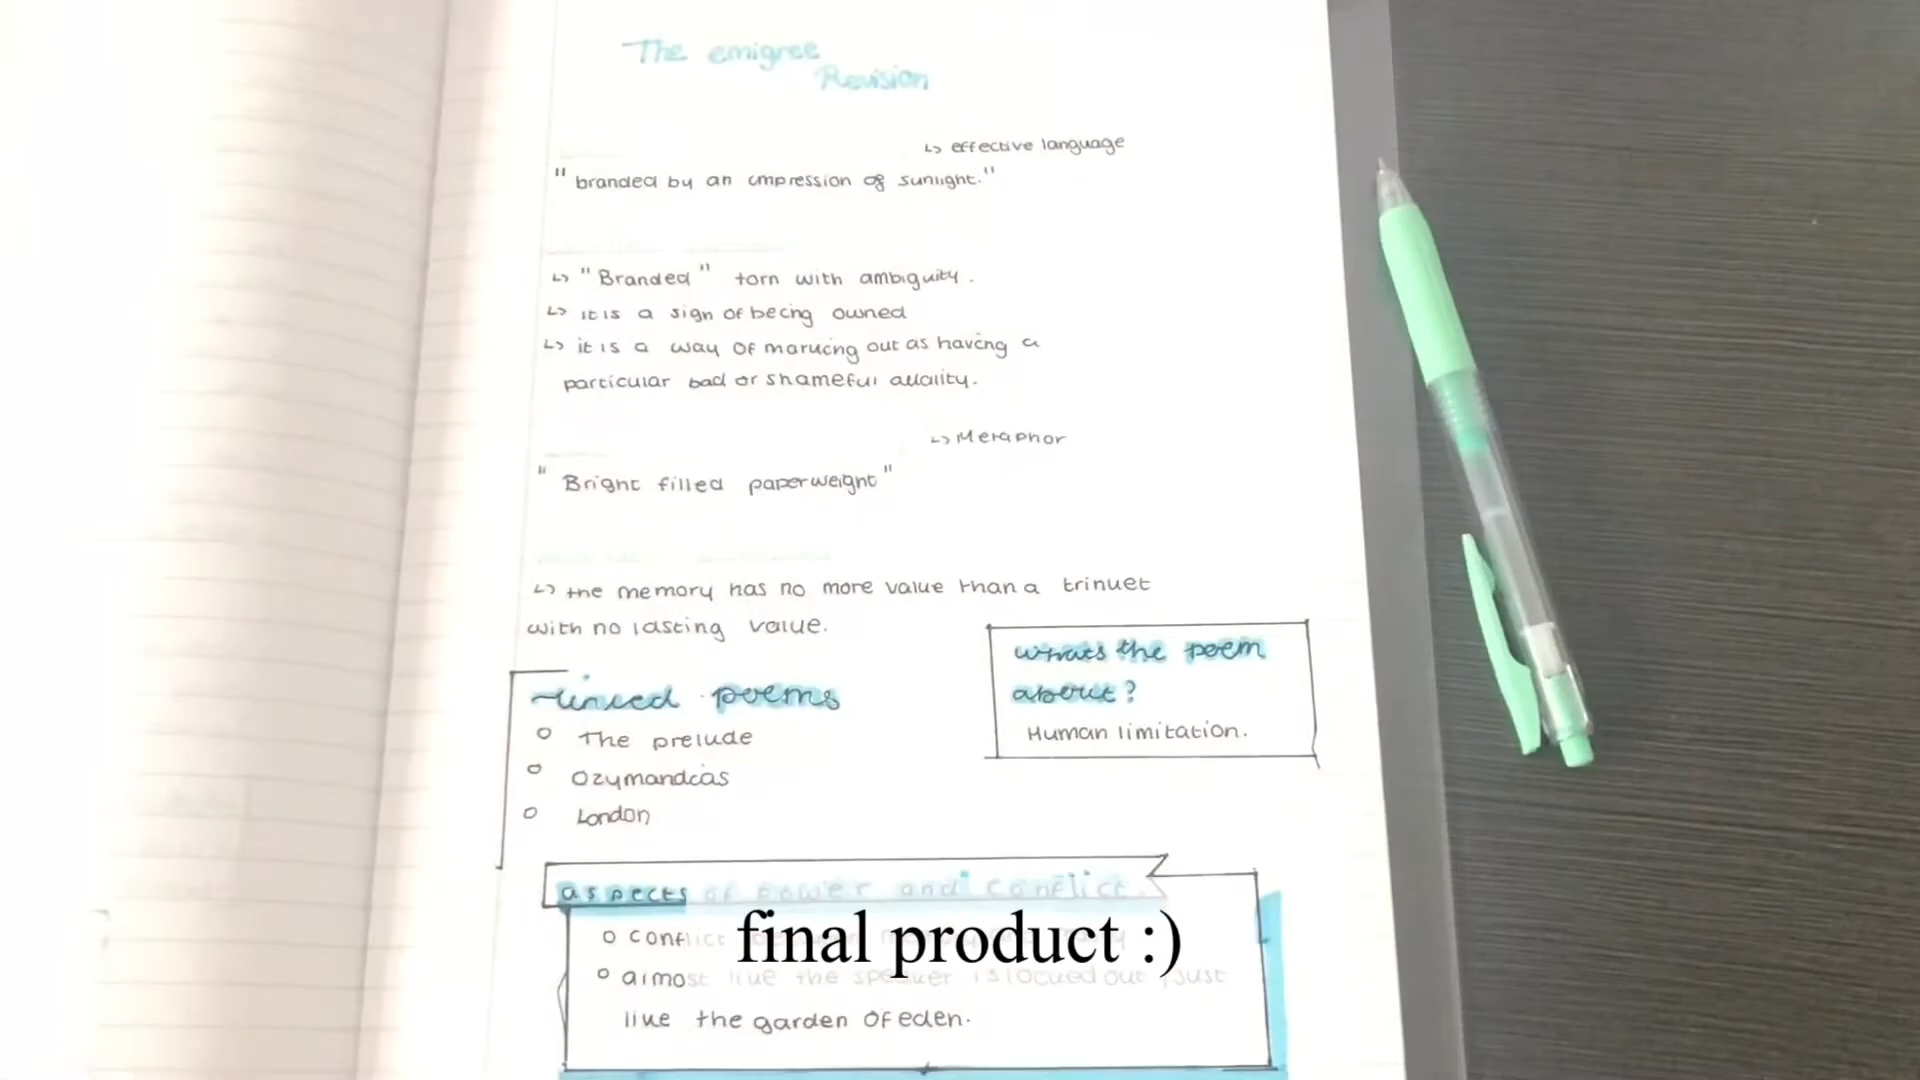 The emigree
Revision
↳ effective language
"branded by an impression of sunlight."
↳ "Branded" torn with ambiguity.
↳ it is a sign of being owned
↳ it is a way of marking out as having a
particular bad or shameful quality.
↳ Metaphor
"Bright filled paperweight"
↳ the memory has no more value than a trinket
with no lasting value.
whats the poem
about?
Human limitation.
~linked poems
○ The prelude
○ Ozymandias
○ London
aspects of power and conflict.
○ conflict
final product :)
○ almost like the speaker is locked out, just
like the garden of eden.